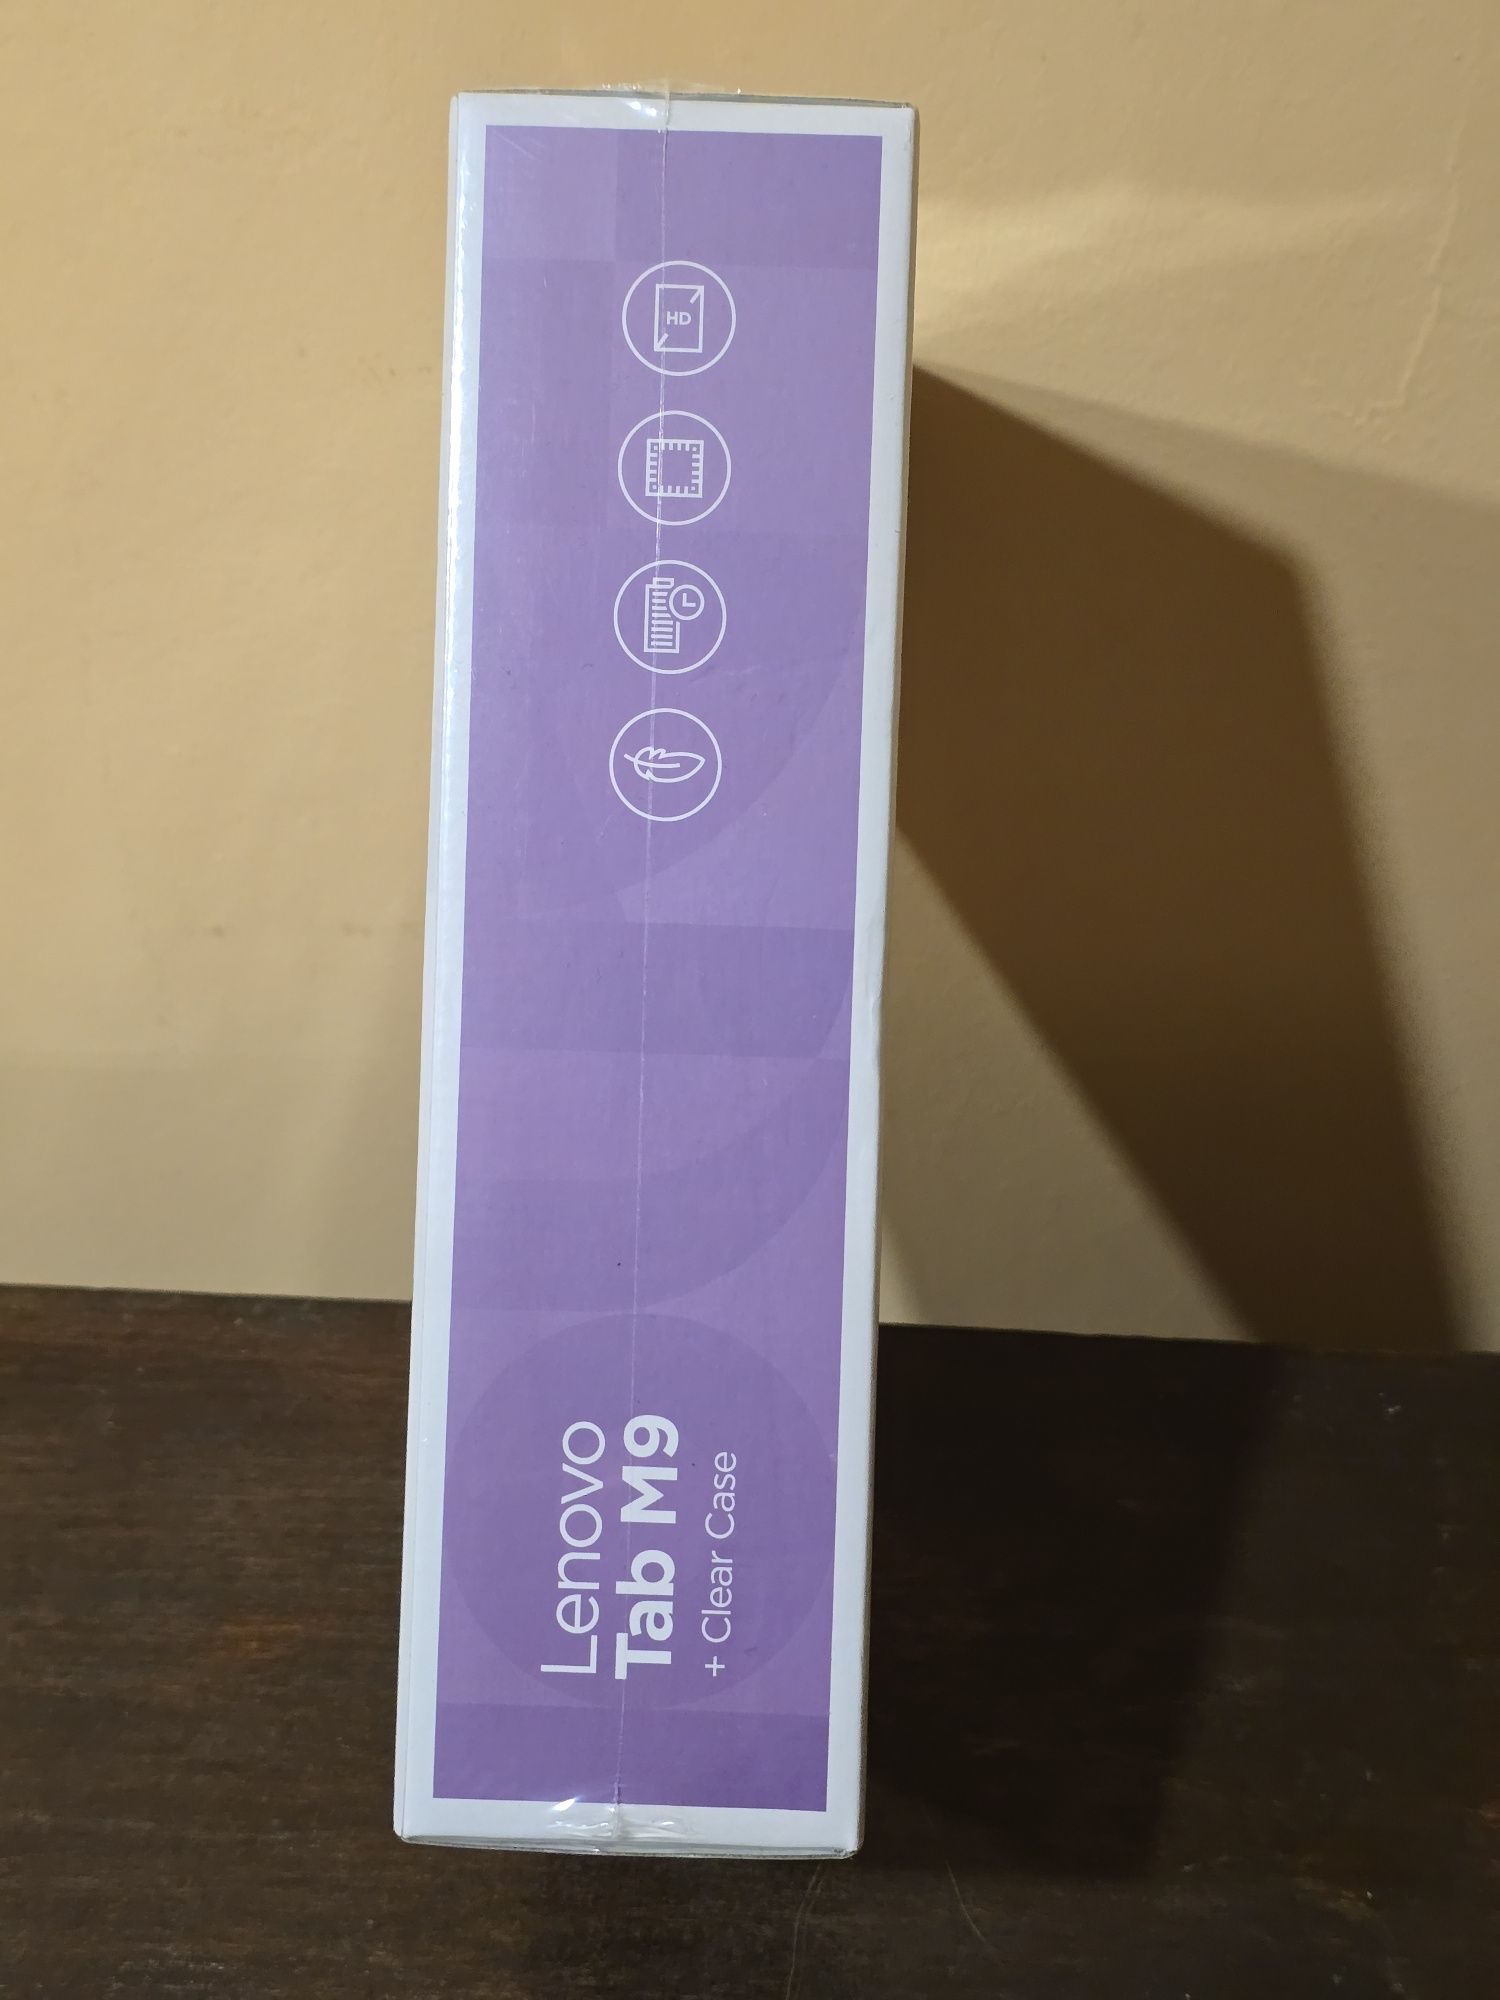 Lenovo
Tab M9
+ Clear Case
HD